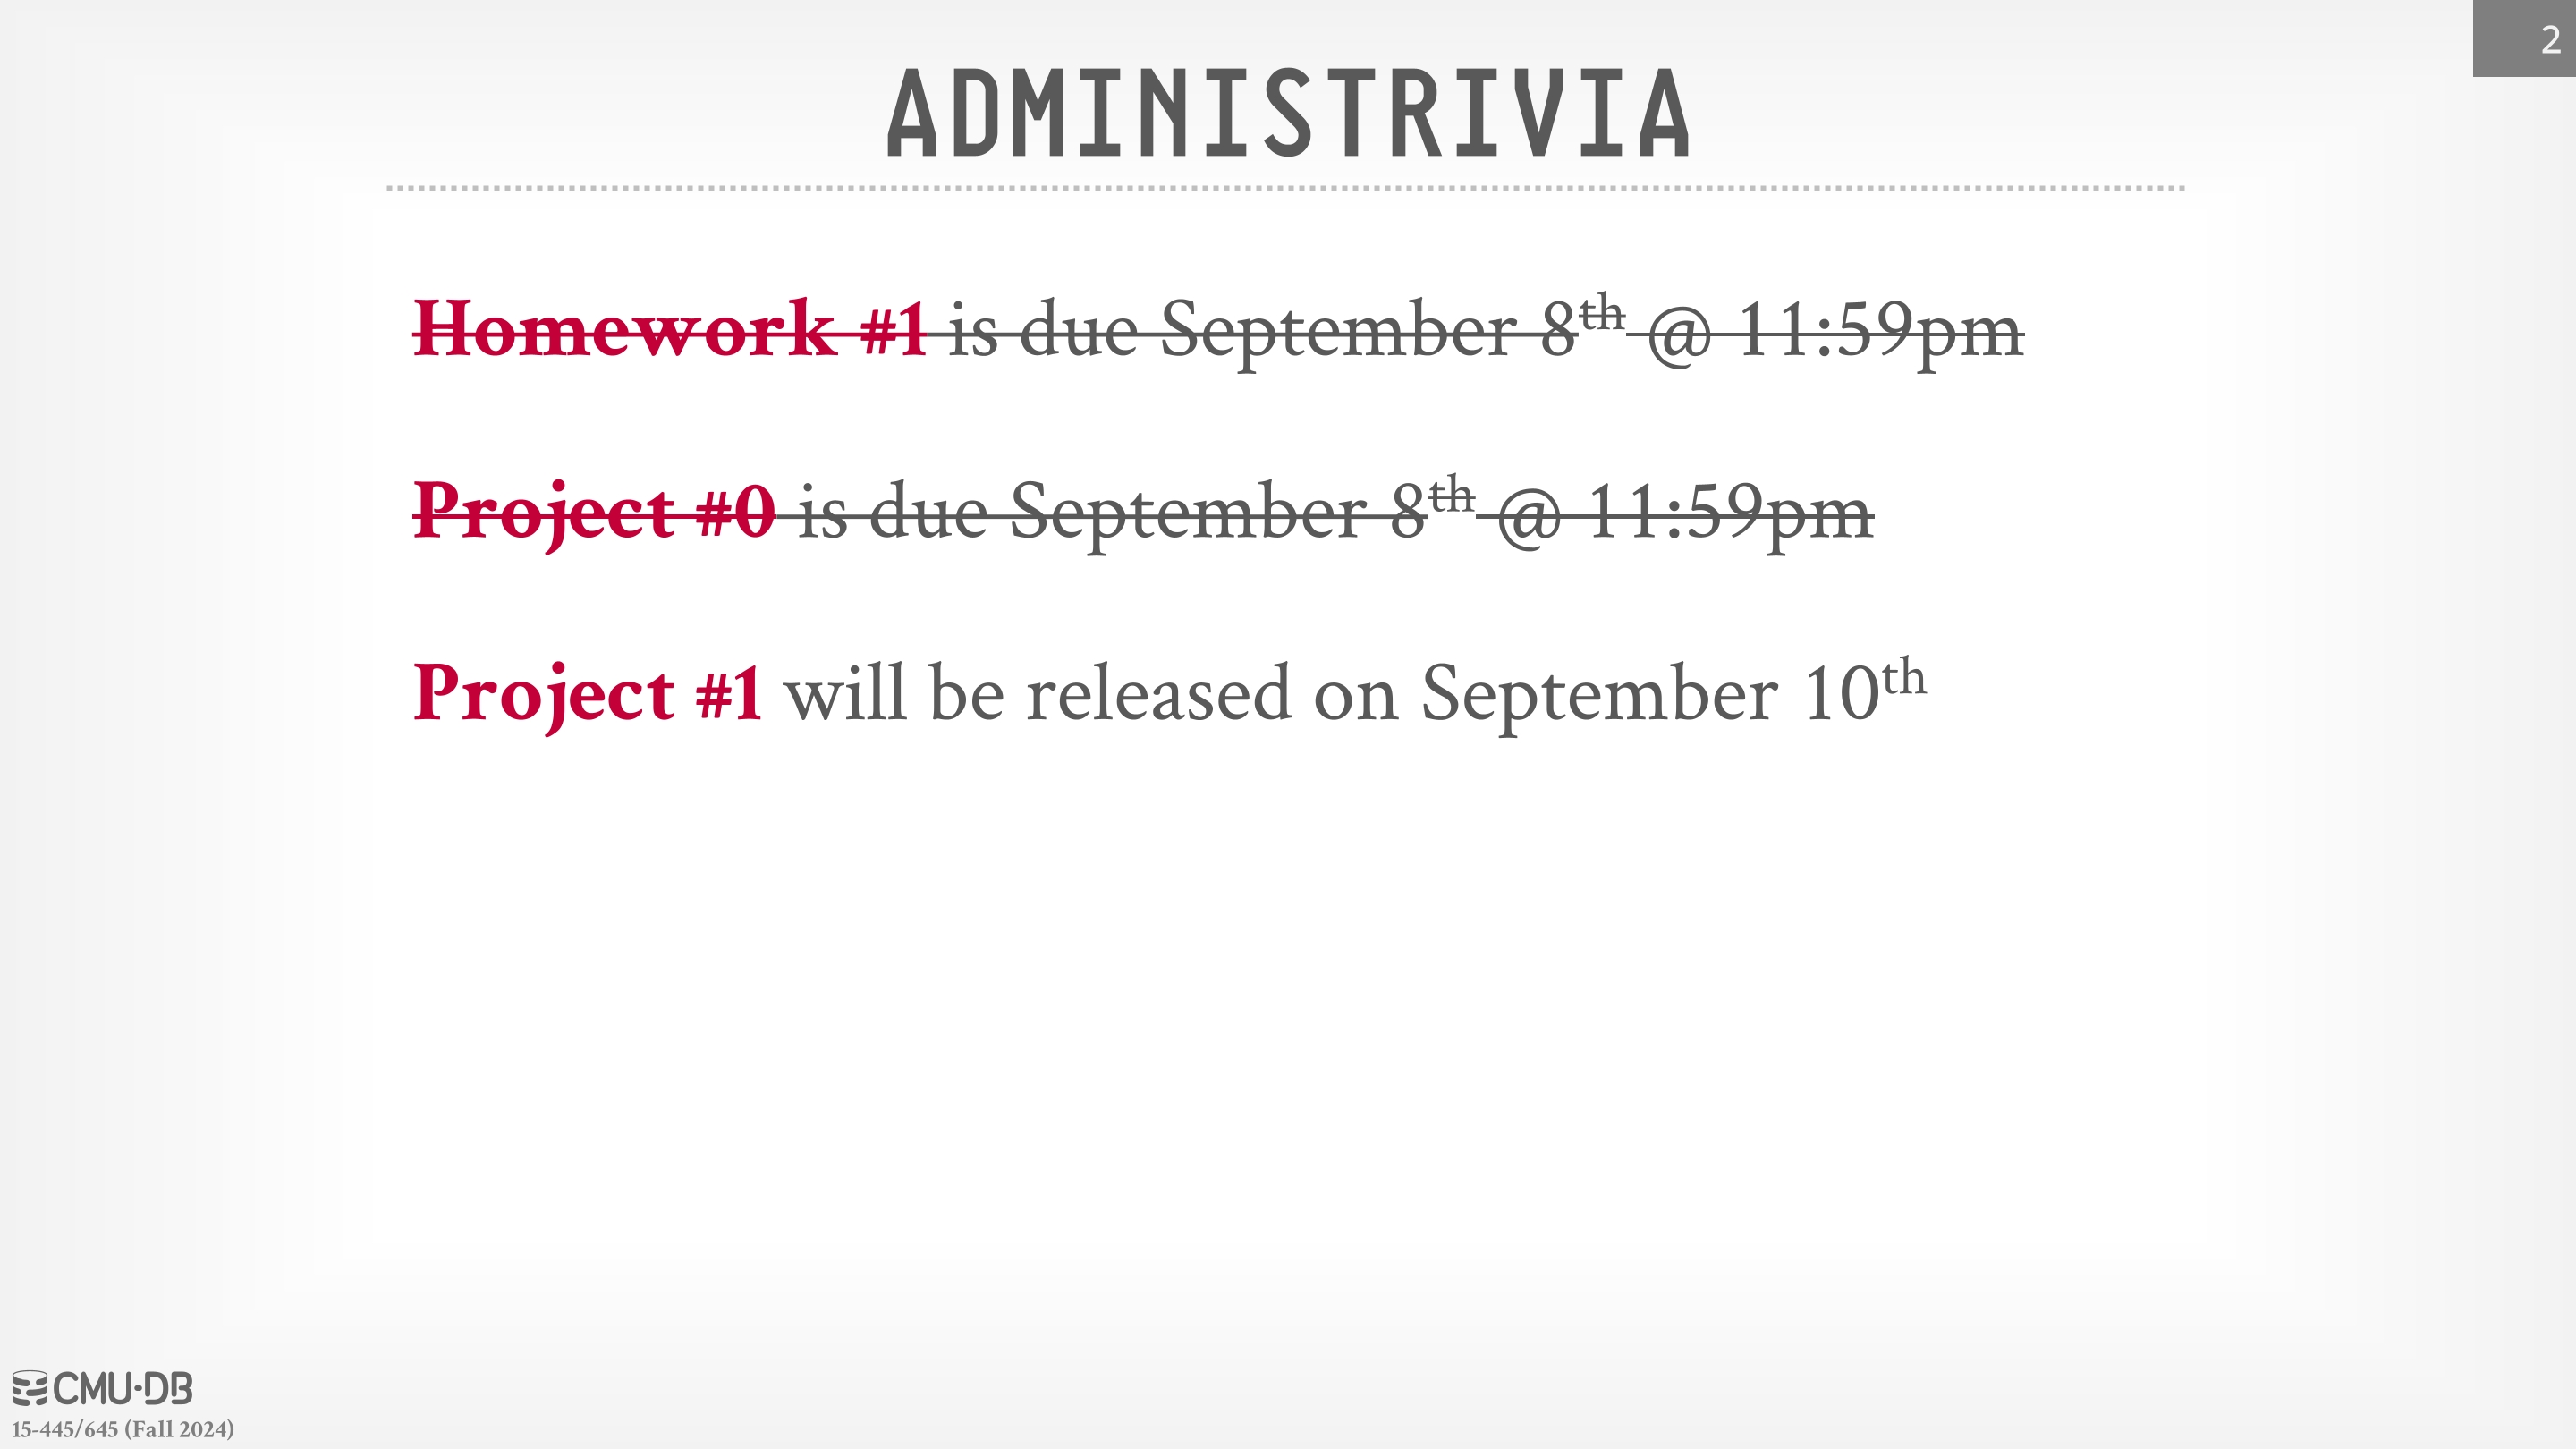 2
ADMINISTRIVIA
Homework #1 is due September 8th @ 11:59pm
Project #0 is due September 8th @ 11:59pm
Project #1 will be released on September 10th
CMU·DB
15-445/645 (Fall 2024)